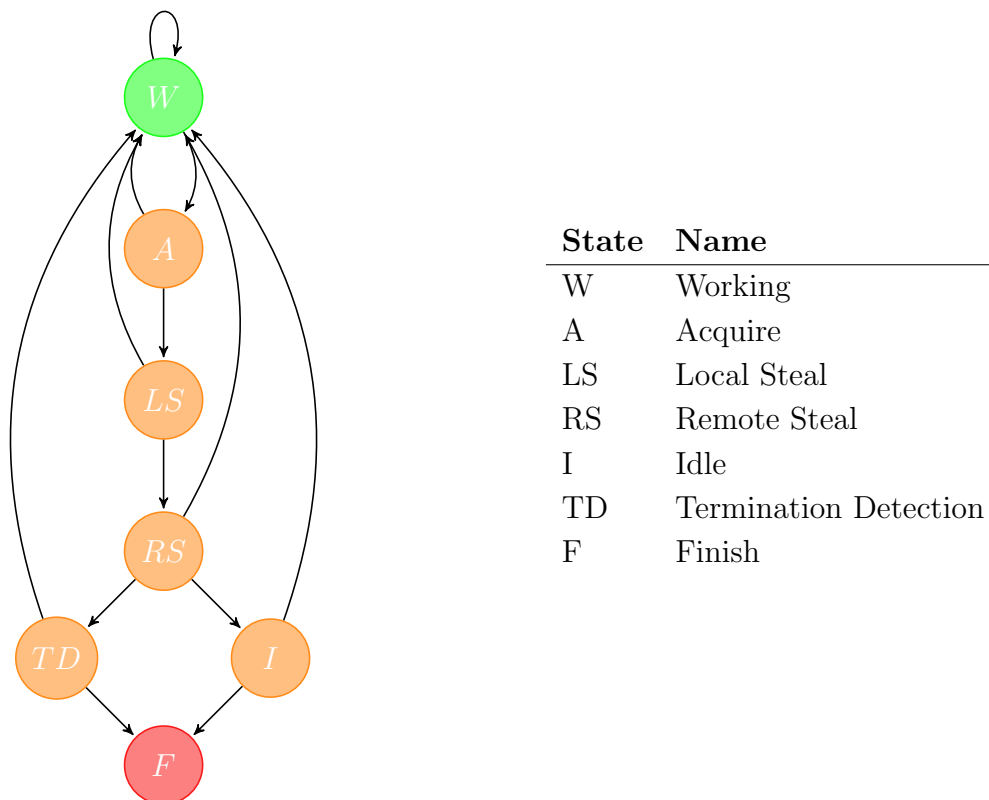 W
A
LS
RS
TD
I
F
State Name
W Working
A Acquire
LS Local Steal
RS Remote Steal
I Idle
TD Termination Detection
F Finish